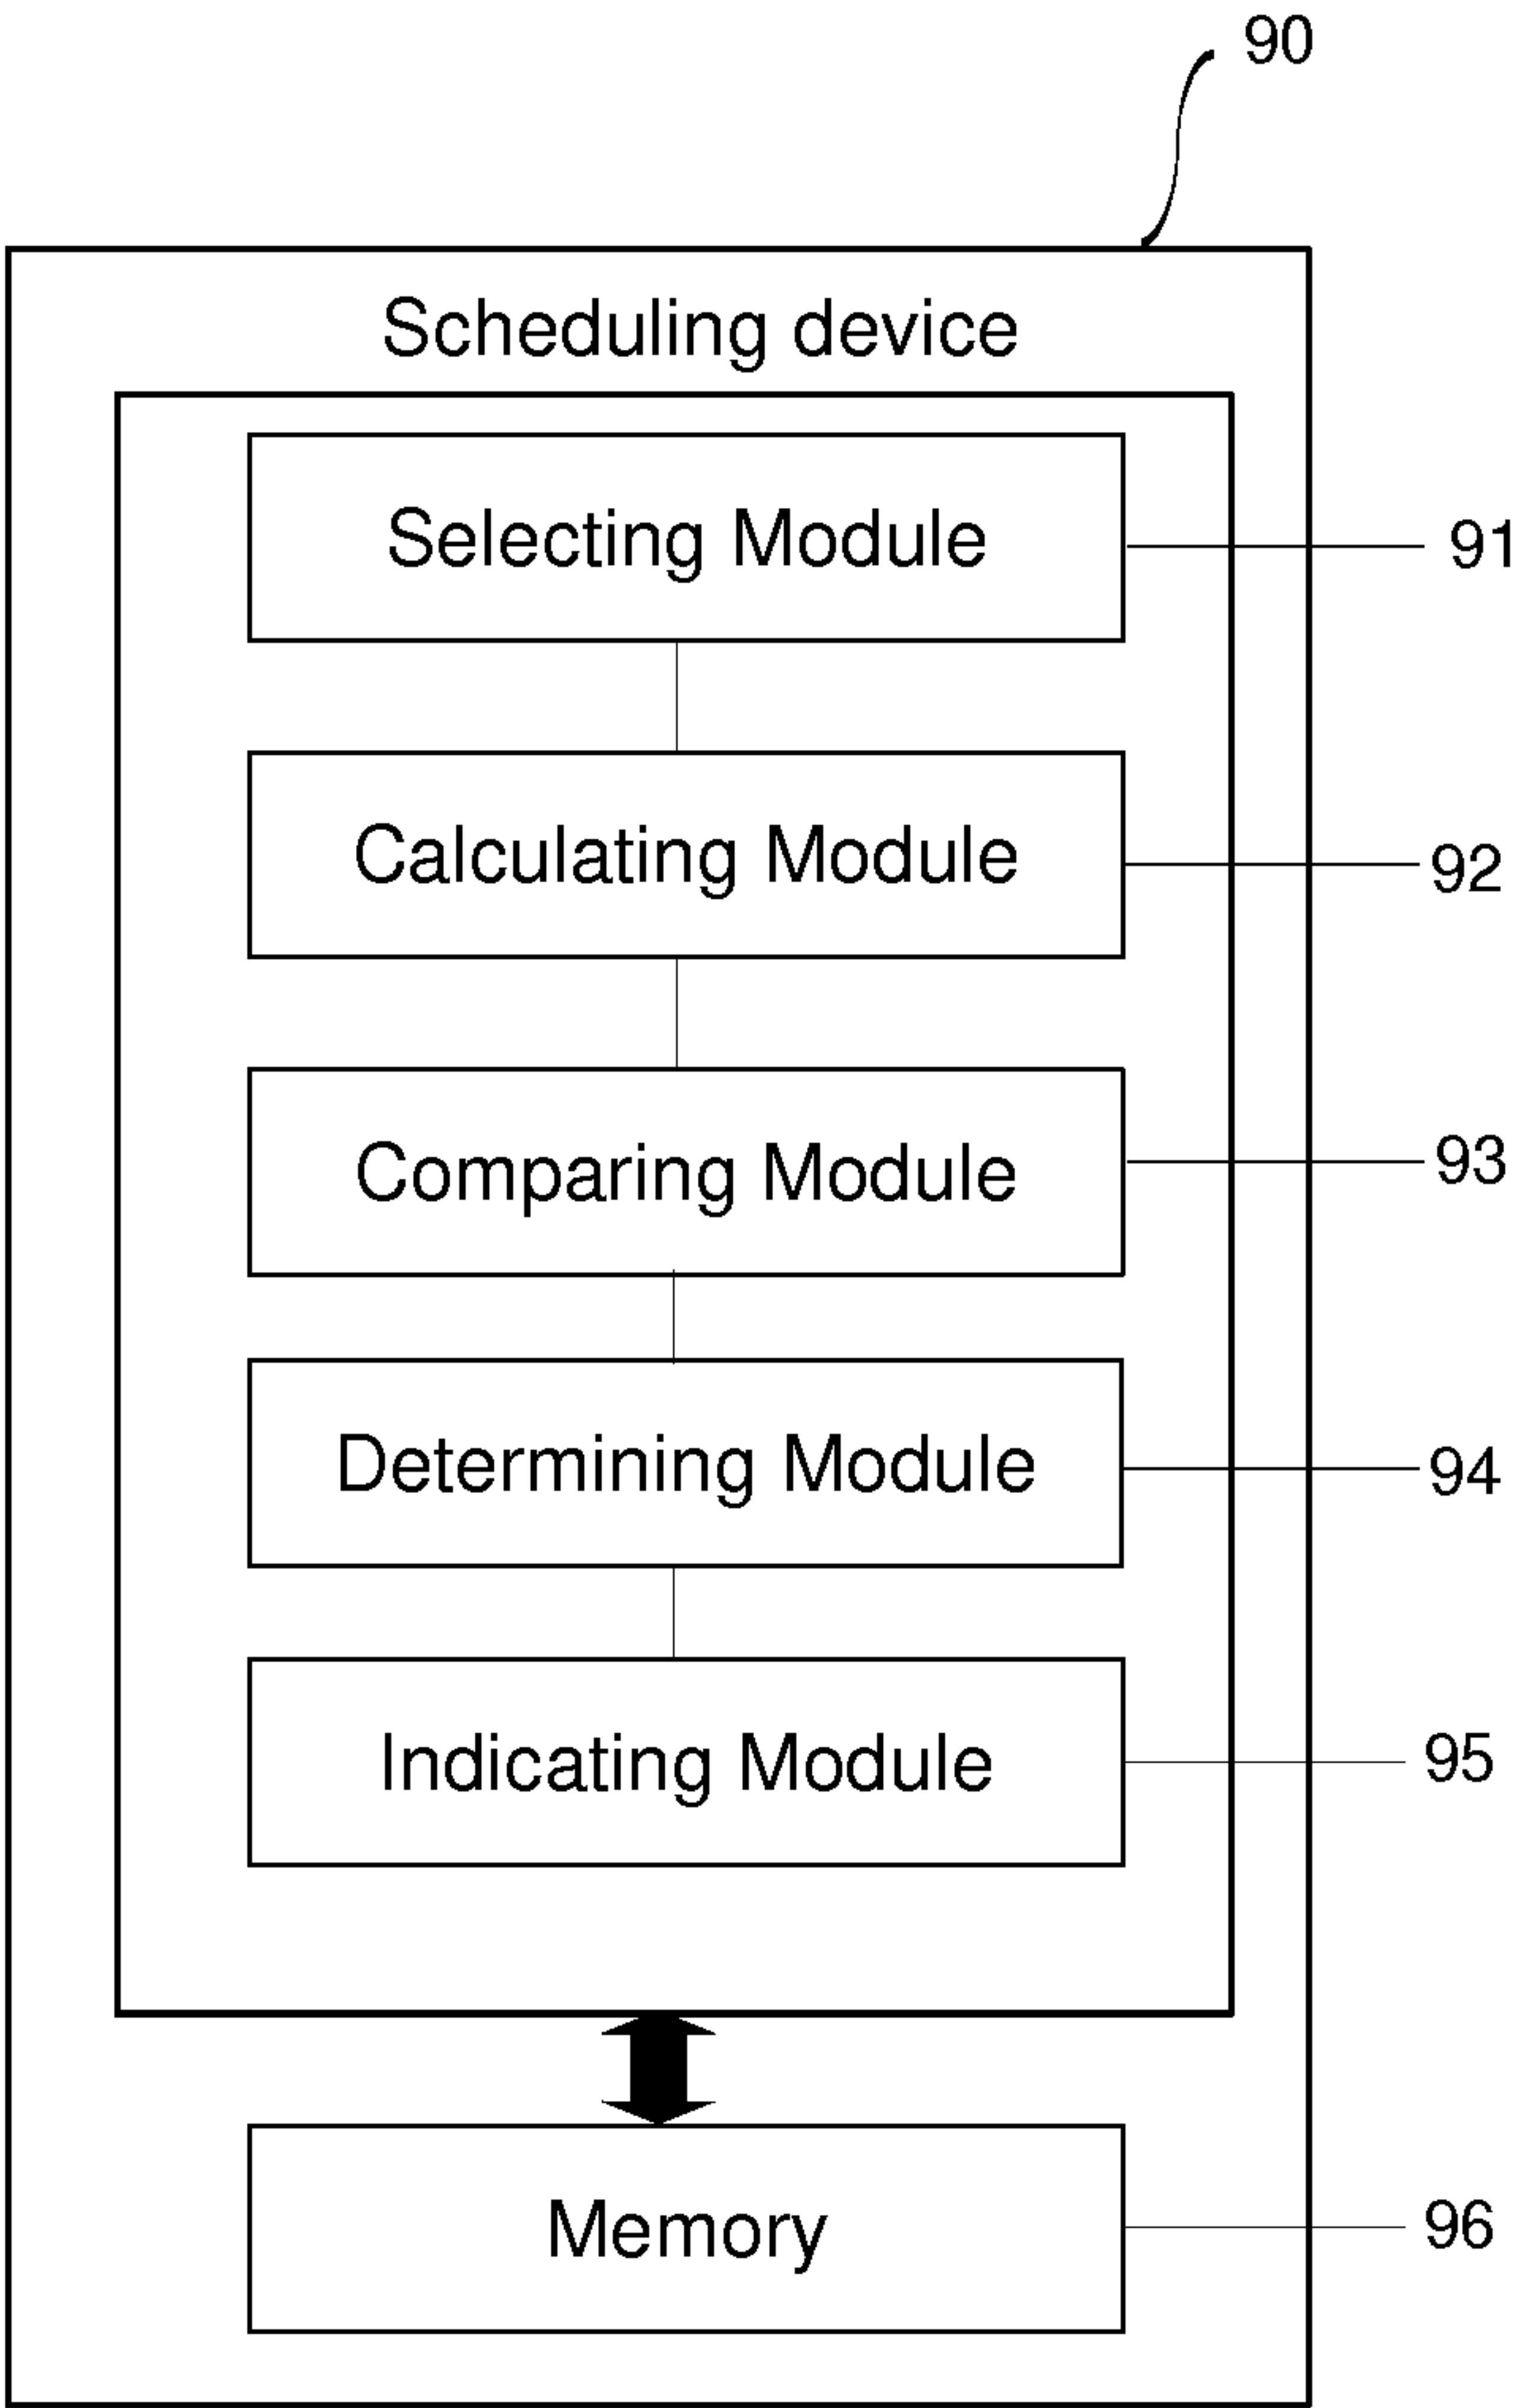 90
Scheduling device
Selecting Module
91
Calculating Module
92
Comparing Module
93
Determining Module
94
Indicating Module
95
Memory
96